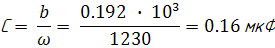 C = b/ω = 0.192 · 10³/1230 = 0.16 мкФ